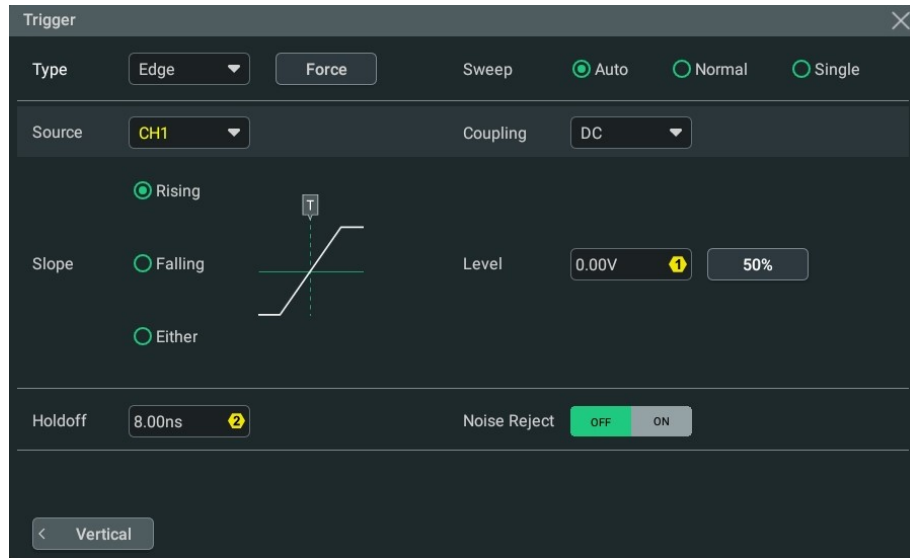 Trigger
Type Edge Force Sweep Auto Normal Single
Source CH1 Coupling DC
Rising
T
Slope Falling Level 0.00V 1 50%
Either
Holdoff 8.00ns 2 Noise Reject OFF ON
< Vertical